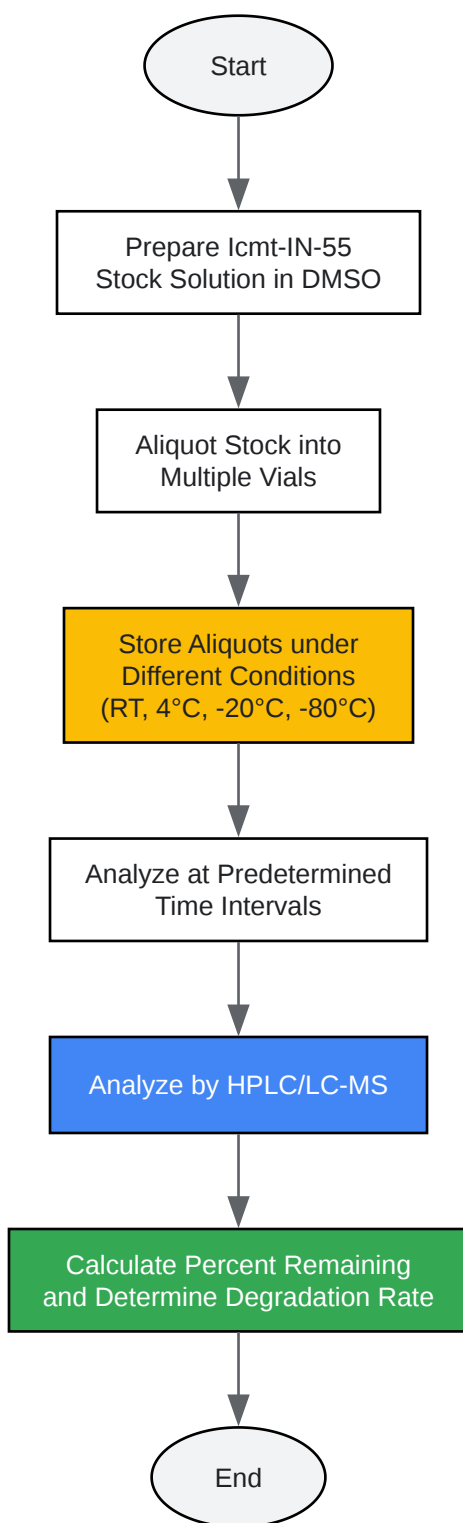 Start
Prepare Icmt-IN-55
Stock Solution in DMSO
Aliquot Stock into
Multiple Vials
Store Aliquots under
Different Conditions
(RT, 4°C, -20°C, -80°C)
Analyze at Predetermined
Time Intervals
Analyze by HPLC/LC-MS
Calculate Percent Remaining
and Determine Degradation Rate
End